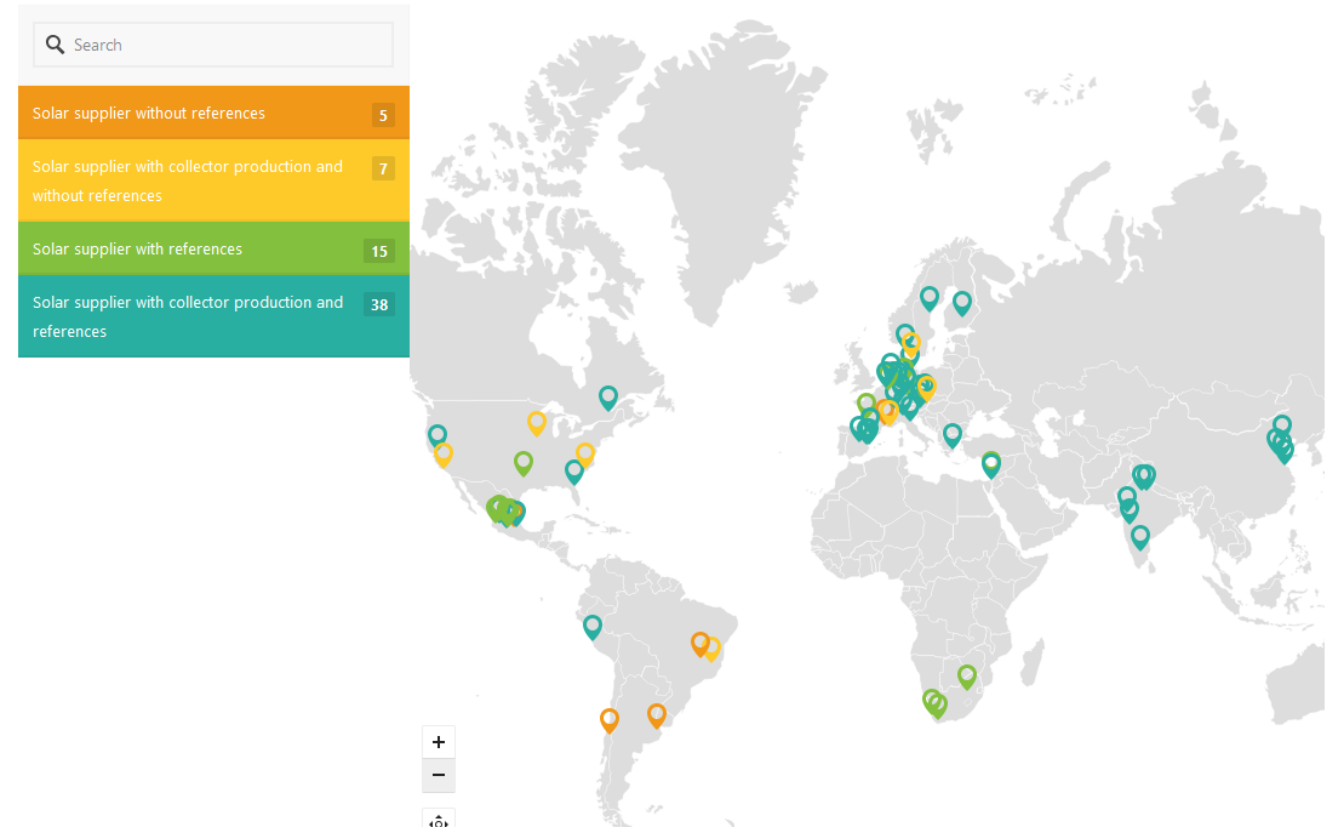 Search
Solar supplier without references 5
Solar supplier with collector production and 7
without references
Solar supplier with references 15
Solar supplier with collector production and 38
references
+
−